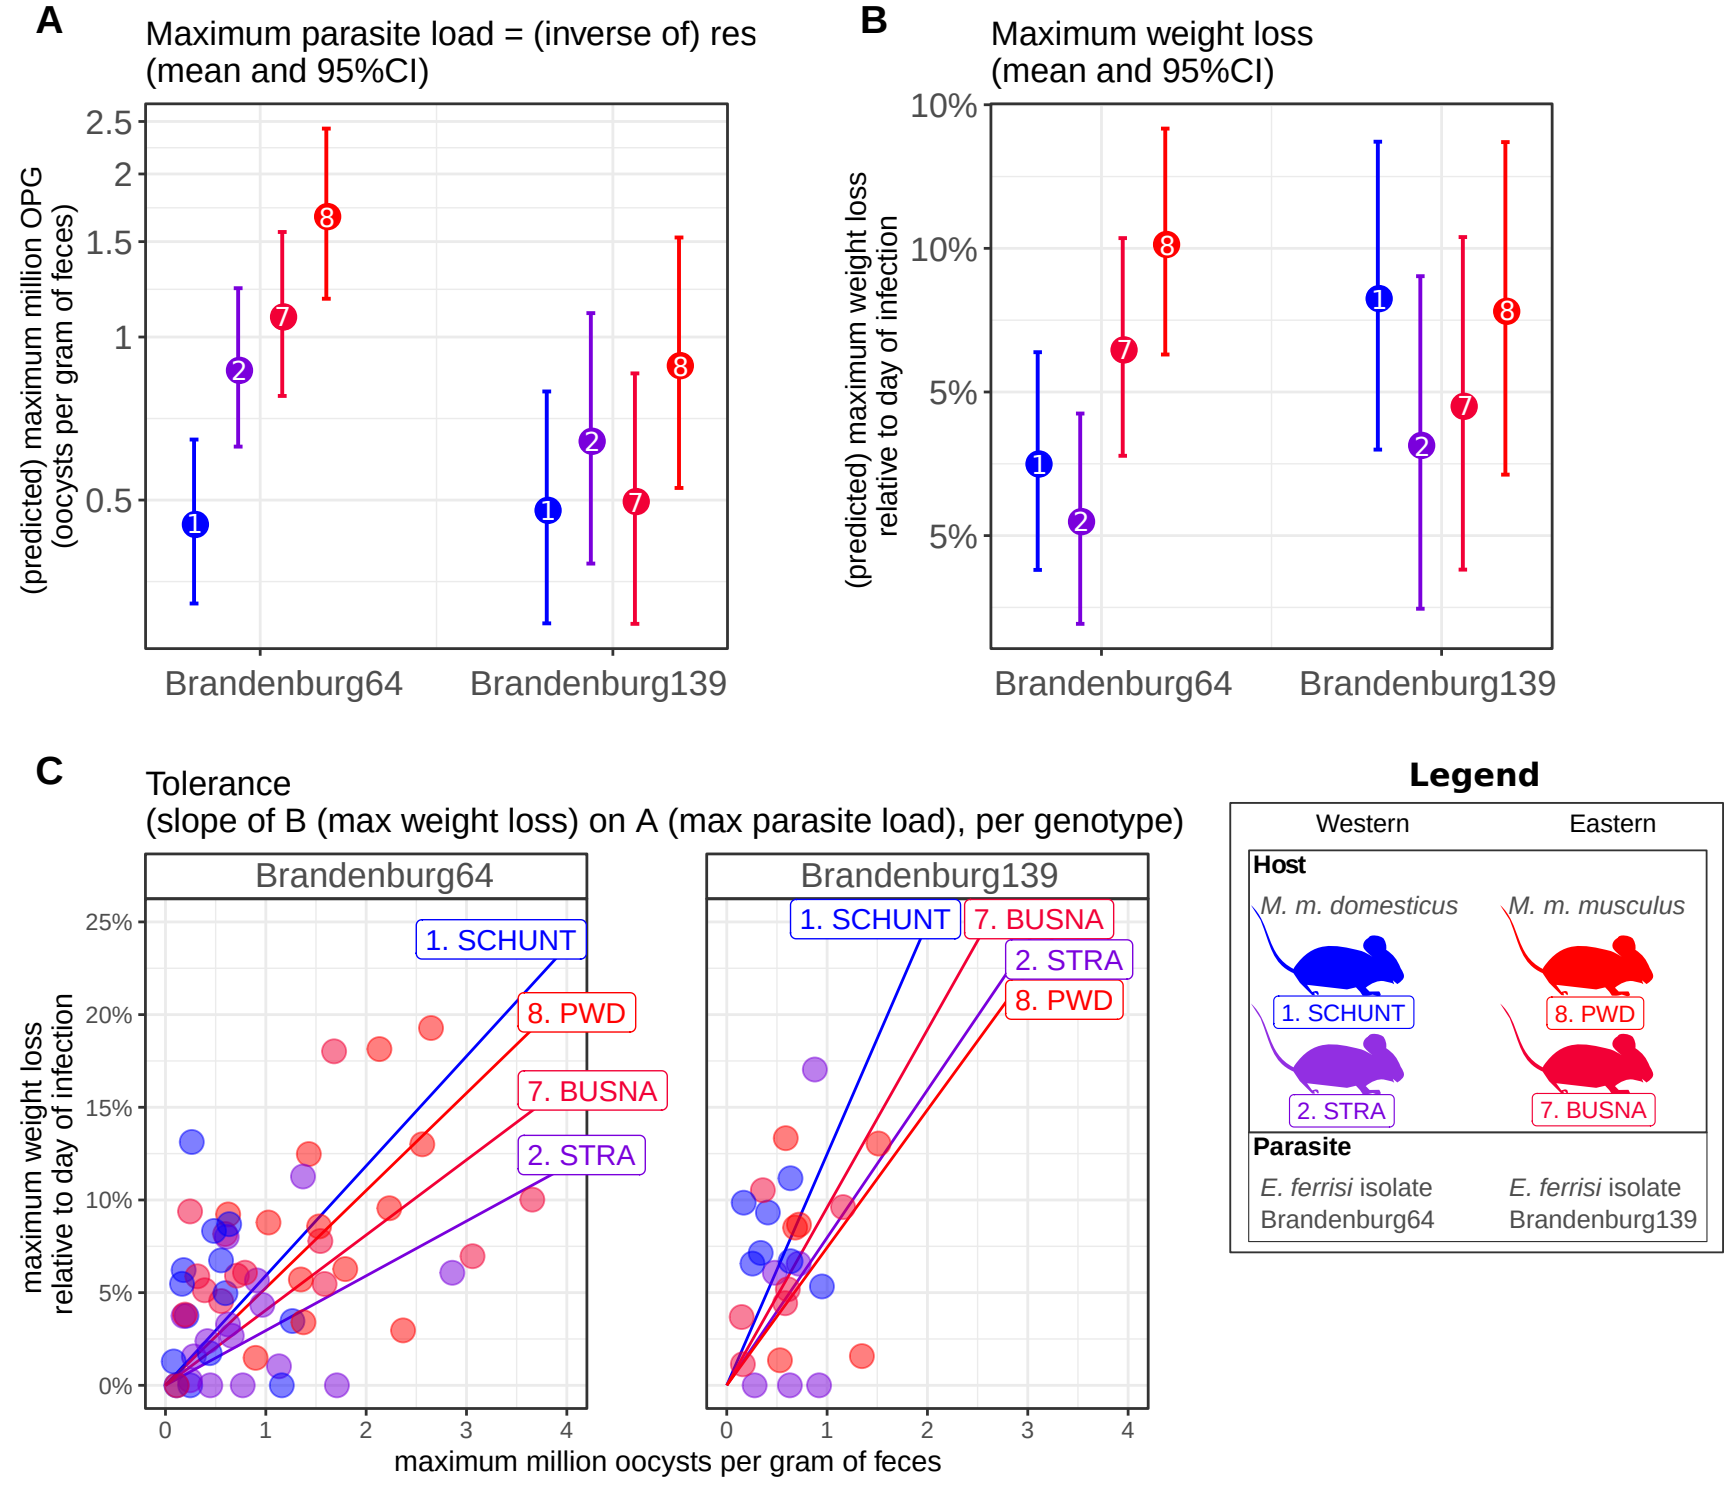 A
Maximum parasite load = (inverse of) res
(mean and 95%CI)
(predicted) maximum million OPG
(oocysts per gram of feces)
2.5
2
1.5
1
0.5
1
2
7
8
1
2
7
8
Brandenburg64
Brandenburg139
B
Maximum weight loss
(mean and 95%CI)
(predicted) maximum weight loss
relative to day of infection
10%
10%
5%
5%
1
2
7
8
1
2
7
8
Brandenburg64
Brandenburg139
C
Tolerance
(slope of B (max weight loss) on A (max parasite load), per genotype)
maximum weight loss
relative to day of infection
Brandenburg64
25%
20%
15%
10%
5%
0%
1. SCHUNT
8. PWD
7. BUSNA
2. STRA
0 1 2 3 4
Brandenburg139
1. SCHUNT
7. BUSNA
2. STRA
8. PWD
0 1 2 3 4
maximum million oocysts per gram of feces
Legend
Western Eastern
Host
M. m. domesticus M. m. musculus
1. SCHUNT 8. PWD
2. STRA 7. BUSNA
Parasite
E. ferrisi isolate E. ferrisi isolate
Brandenburg64 Brandenburg139